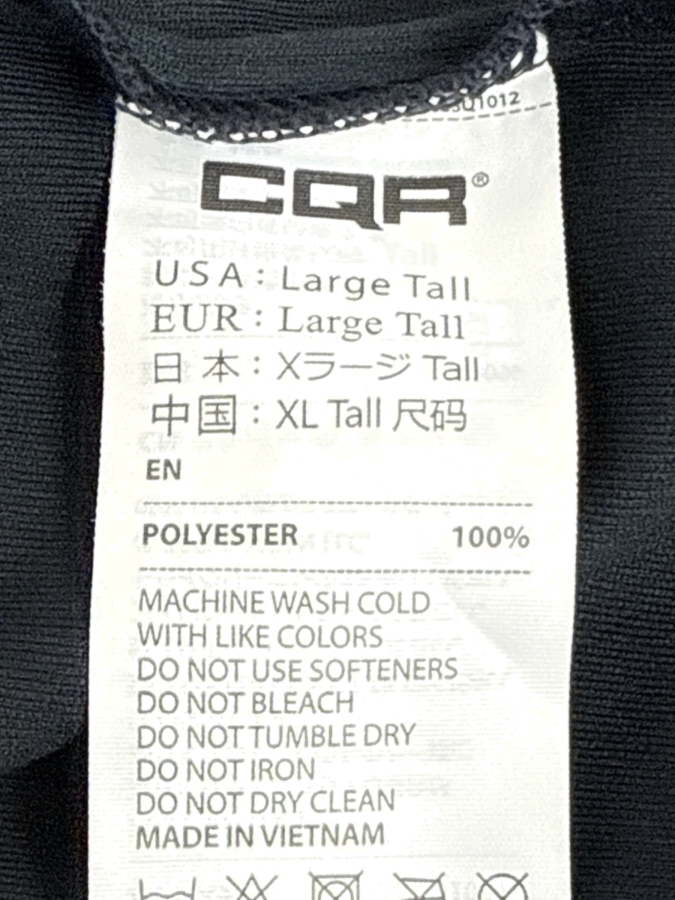 Q1012
CQR®
USA : Large Tall
EUR : Large Tall
日 本 : Xラージ Tall
中国 : XL Tall 尺码
EN
POLYESTER 100%
MACHINE WASH COLD
WITH LIKE COLORS
DO NOT USE SOFTENERS
DO NOT BLEACH
DO NOT TUMBLE DRY
DO NOT IRON
DO NOT DRY CLEAN
MADE IN VIETNAM